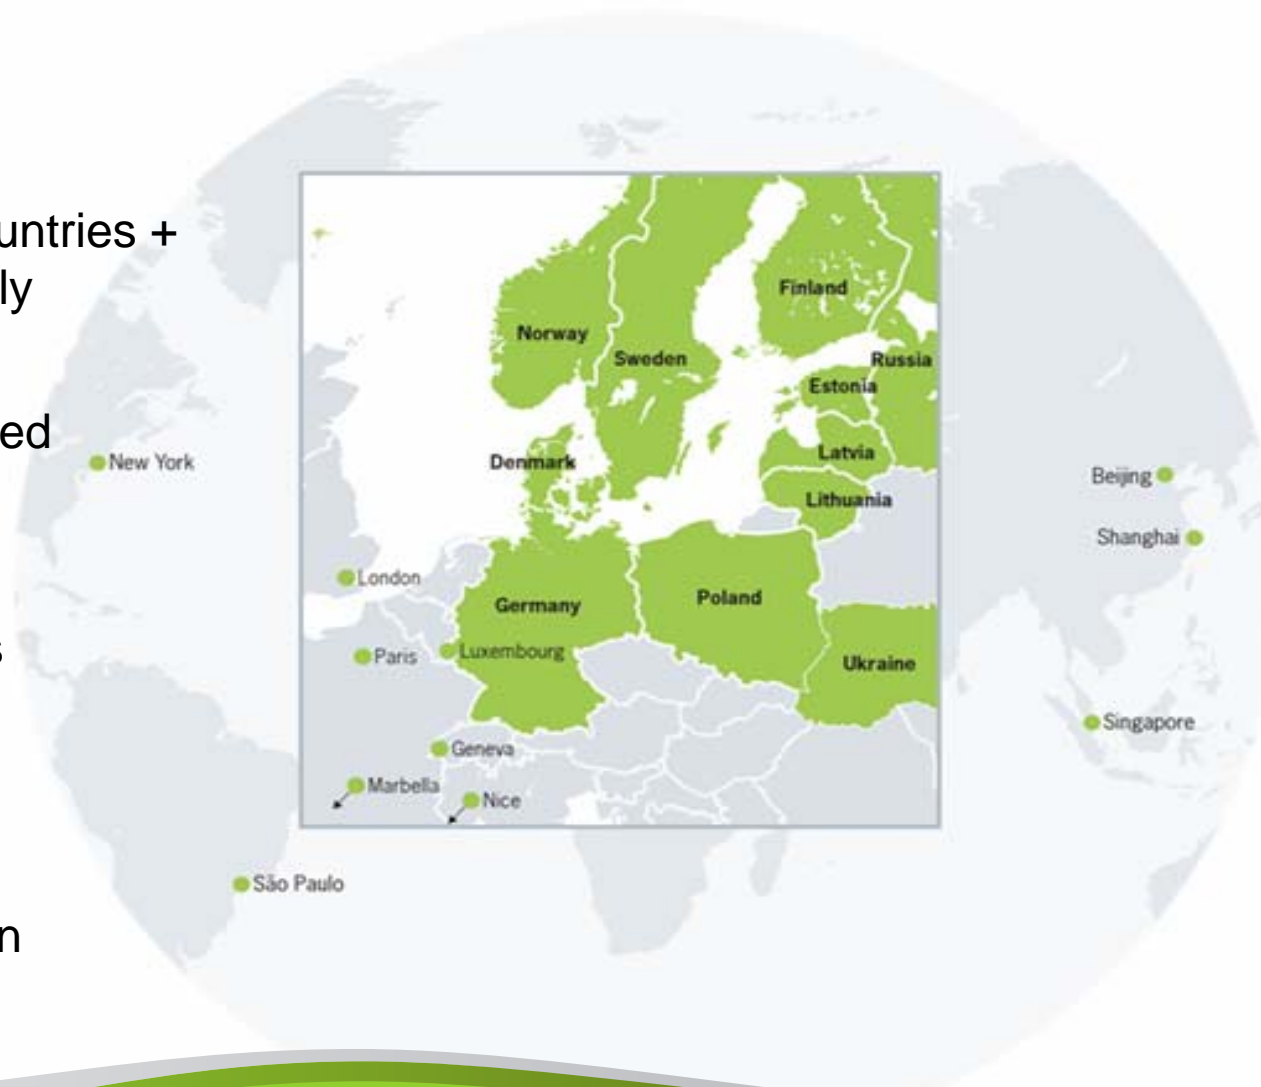 untries +
ly
ed
s
n
Norway
Finland
Sweden
Russia
Estonia
Denmark
Latvia
Lithuania
New York
Beijing
Shanghai
London
Germany
Poland
Paris
Luxembourg
Ukraine
Singapore
Geneva
Marbella
Nice
São Paulo